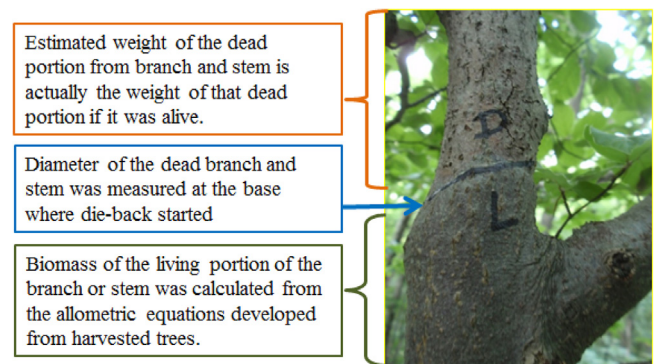 Estimated weight of the dead
portion from branch and stem is
actually the weight of that dead
portion if it was alive.
Diameter of the dead branch and
stem was measured at the base
where die-back started
Biomass of the living portion of the
branch or stem was calculated from
the allometric equations developed
from harvested trees.
D
L